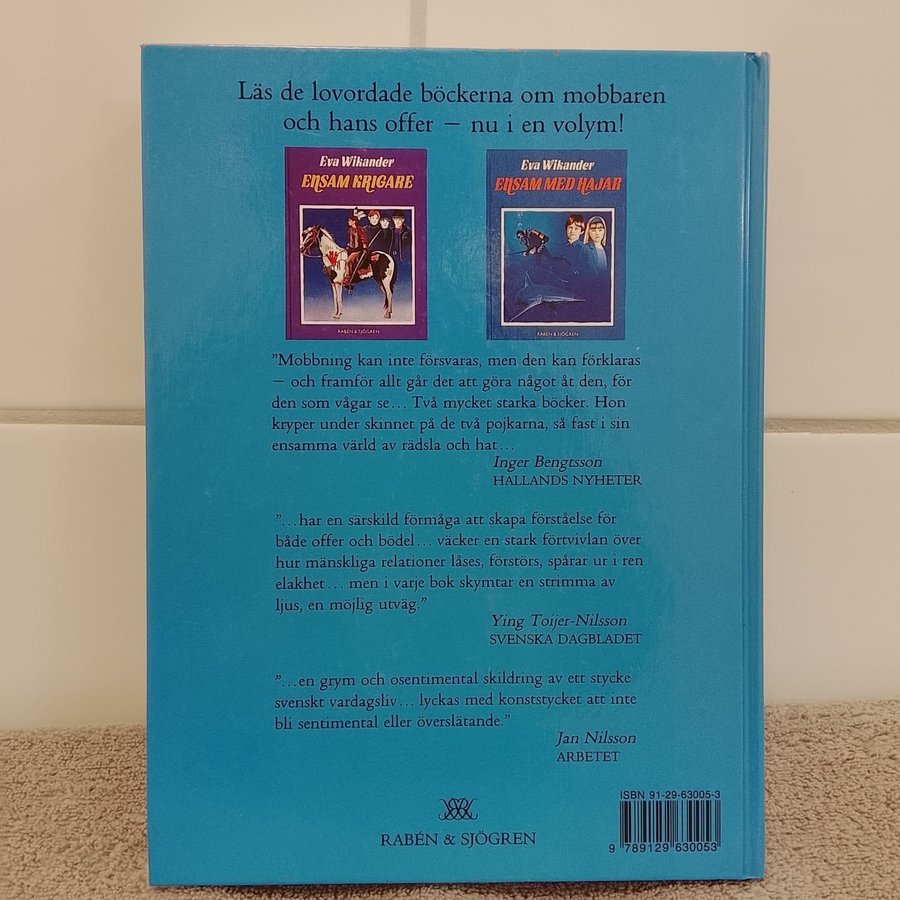 Läs de lovordade böckerna om mobbaren
och hans offer – nu i en volym!
Eva Wikander
ENSAM KRIGARE
RABÉN & SJÖGREN
Eva Wikander
ENSAM MED HAJAR
RABÉN & SJÖGREN
”Mobbning kan inte försvaras, men den kan förklaras
– och framför allt går det att göra något åt den, för
den som vågar se... Två mycket starka böcker. Hon
kryper under skinnet på de två pojkarna, så fast i sin
ensamma värld av rädsla och hat...
Inger Bengtsson
HALLANDS NYHETER
”...har en särskild förmåga att skapa förståelse för
både offer och bödel... väcker en stark förtvivlan över
hur mänskliga relationer låses, förstörs, spårar ur i ren
elakhet... men i varje bok skymtar en strimma av
ljus, en möjlig utväg.”
Ying Toijer-Nilsson
SVENSKA DAGBLADET
”...en grym och osentimental skildring av ett stycke
svenskt vardagsliv... lyckas med konststycket att inte
bli sentimental eller överslätande.”
Jan Nilsson
ARBETET
RABÉN & SJÖGREN
ISBN 91-29-63005-3
9 789129 630053